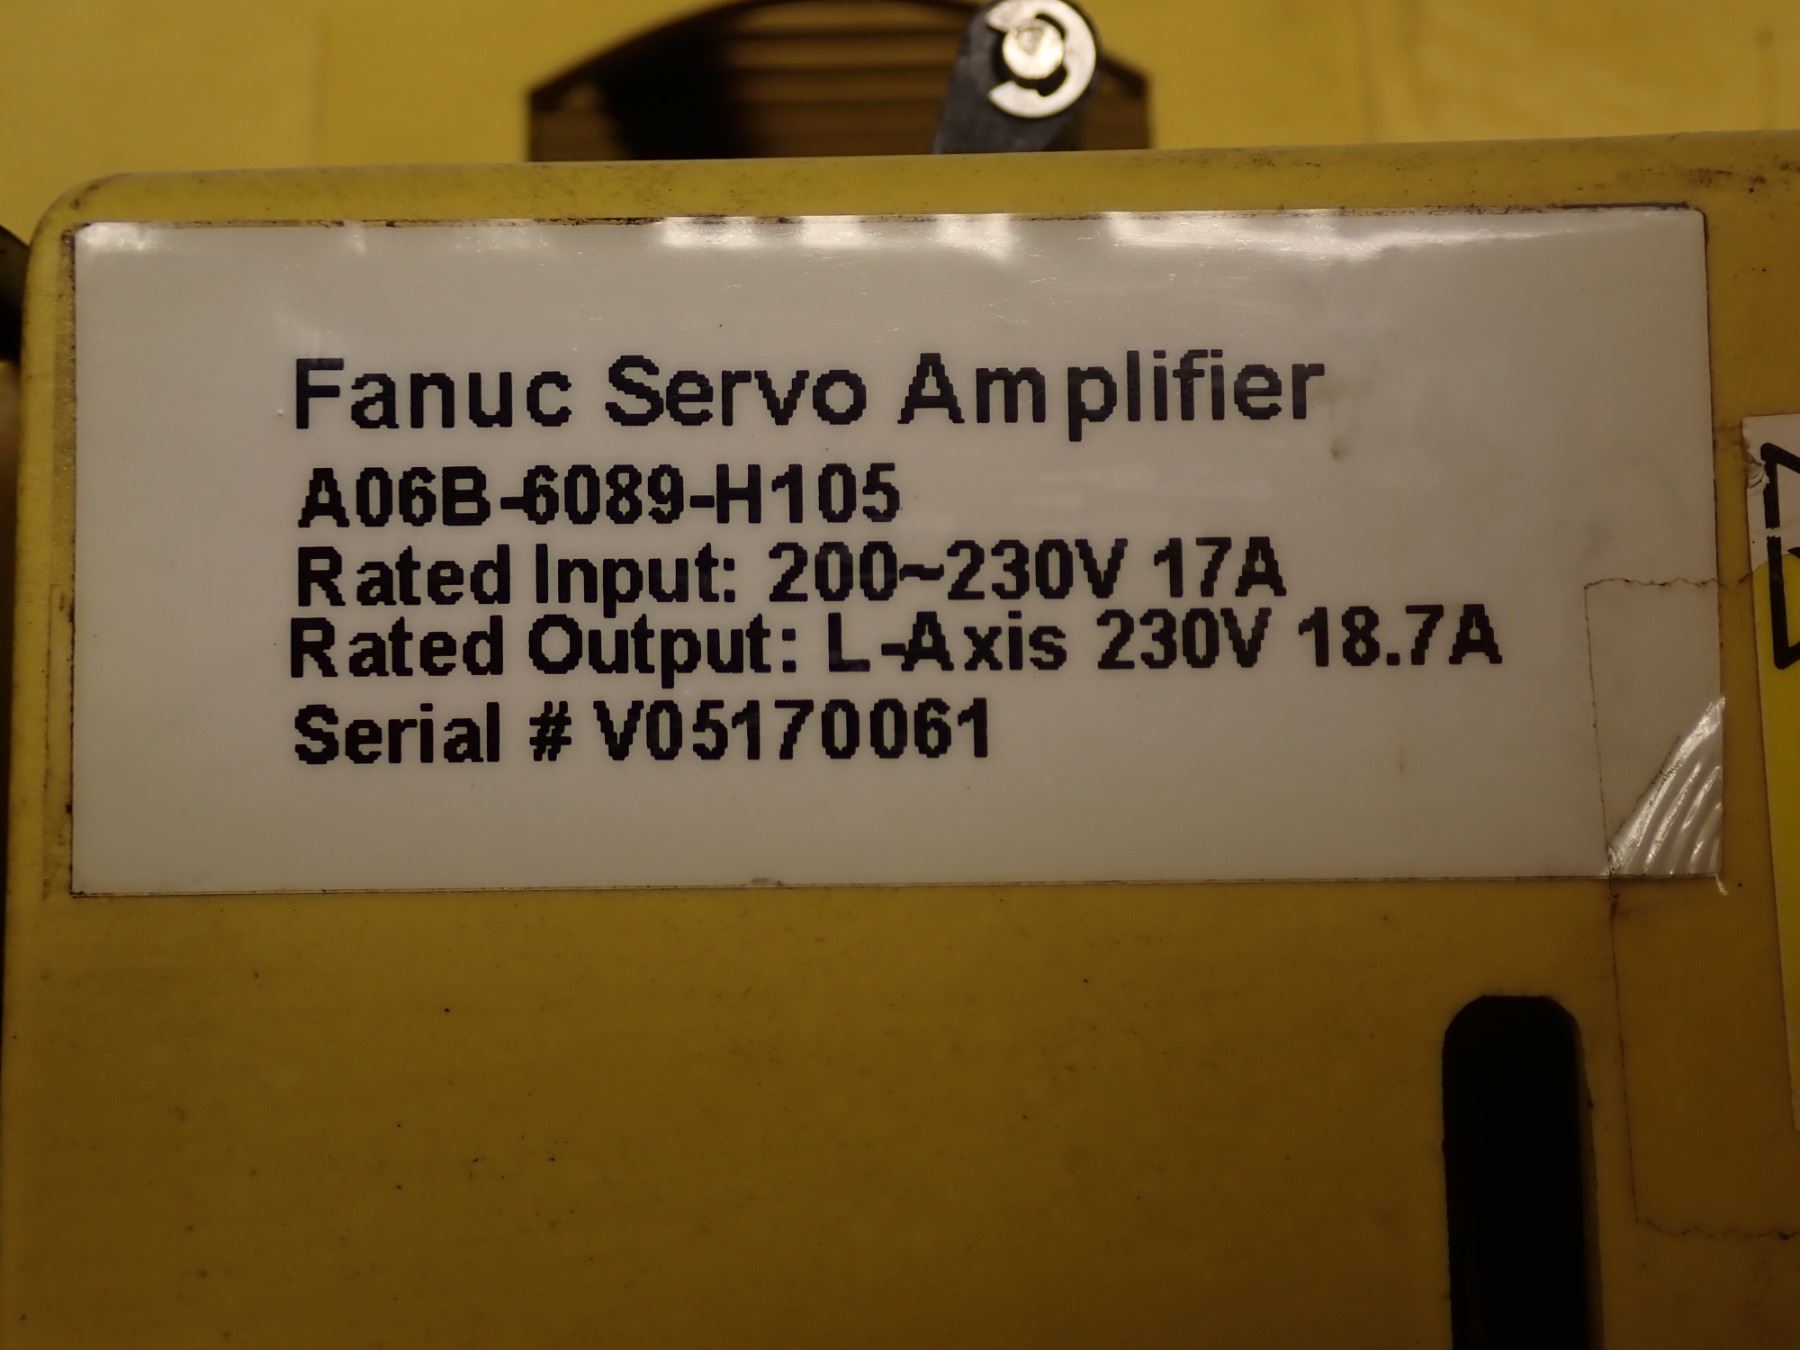 Fanuc Servo Amplifier
A06B-6089-H105
Rated Input: 200~230V 17A
Rated Output: L-Axis 230V 18.7A
Serial # V05170061